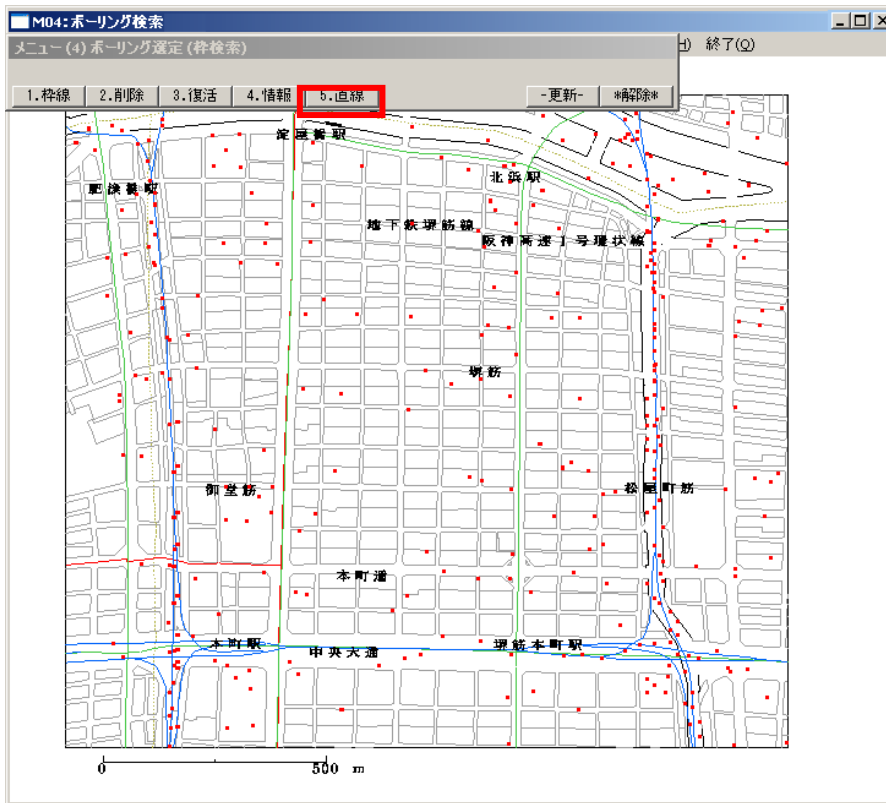 M04:ボーリング検索
メニュー(4)ボーリング選定(枠検索)
終了(Q)
1.枠線 2.削除 3.復活 4.情報 5.直線 -更新- *解除*
淀屋橋駅
北浜駅
肥後橋駅
地下鉄堺筋線
阪神高速1号環状線
堺筋
御堂筋
松屋町筋
本町通
本町駅
中央大通
堺筋本町駅
0 500 m